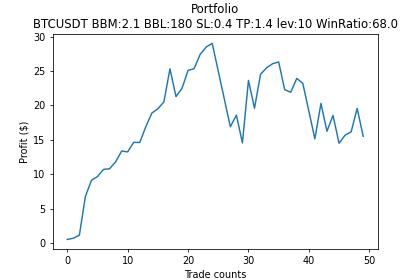 Portfolio
BTCUSDT BBM:2.1 BBL:180 SL:0.4 TP:1.4 lev:10 WinRatio:68.0
30
25
20
15
10
5
0
Profit ($)
0 10 20 30 40 50
Trade counts